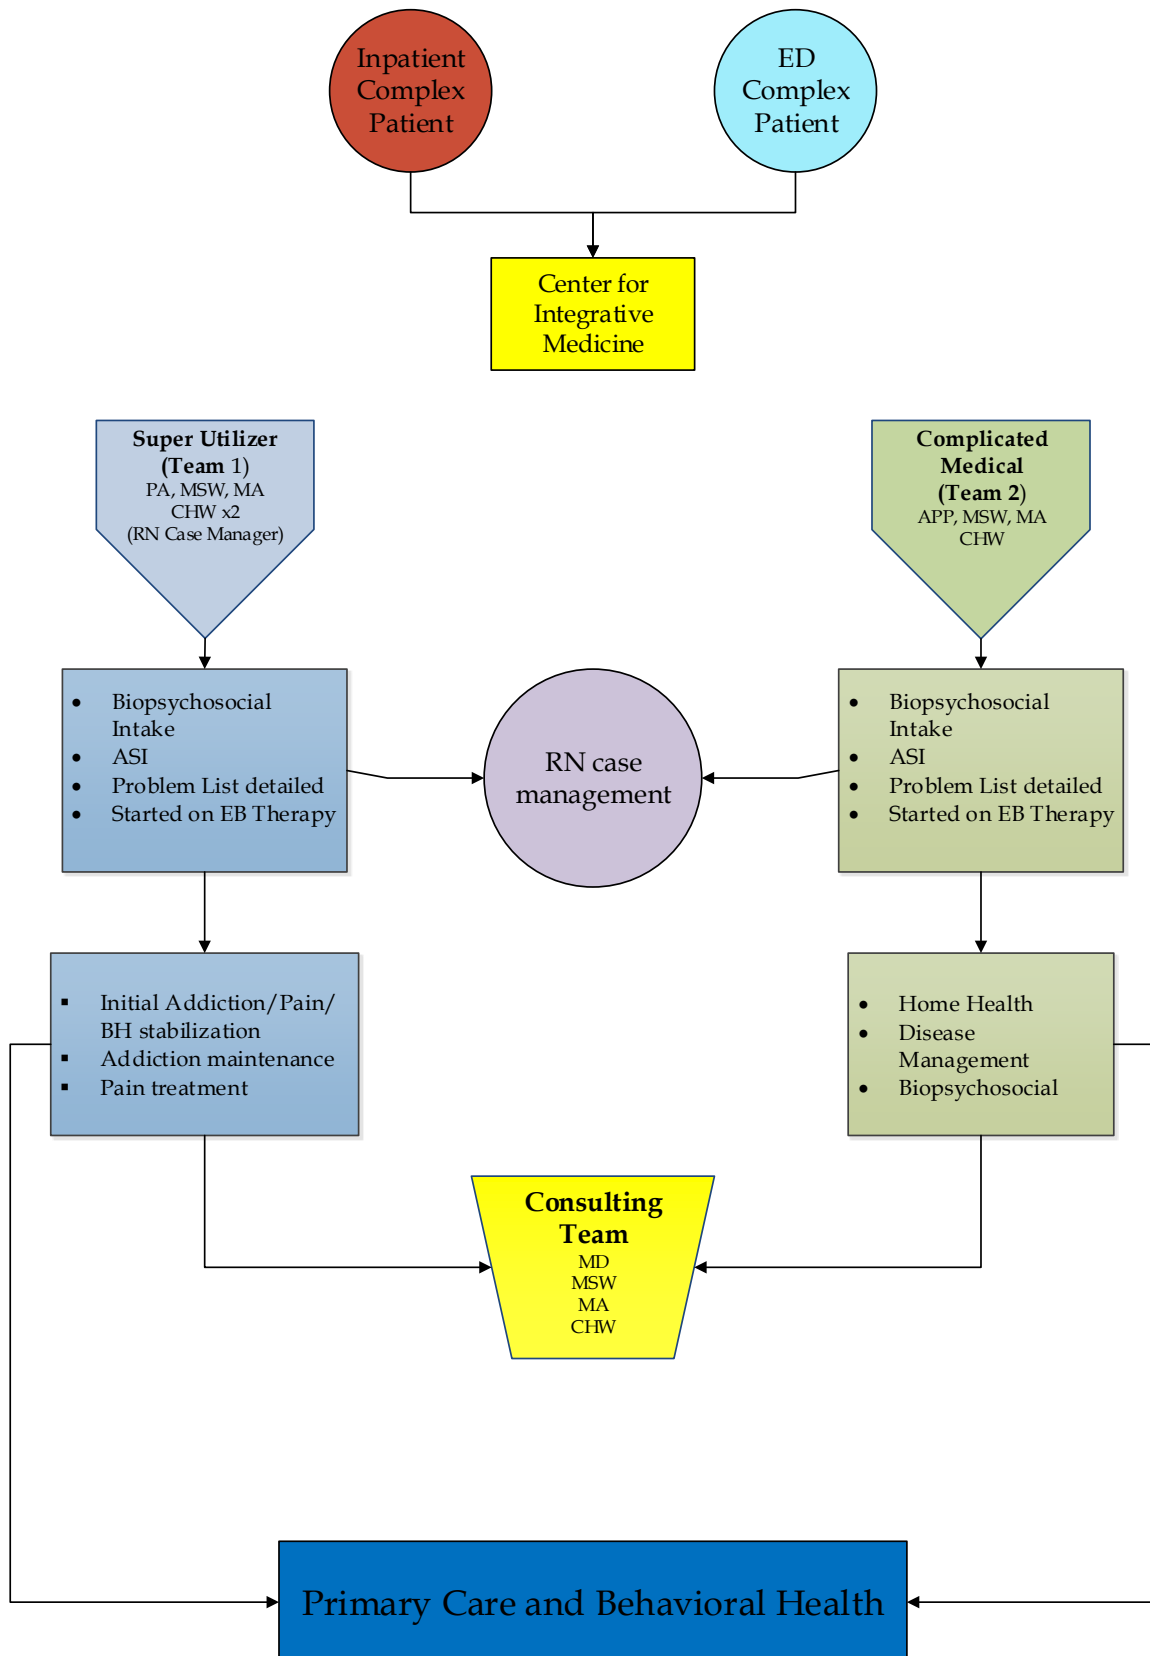 Inpatient
Complex
Patient
ED
Complex
Patient
Center for
Integrative
Medicine
Super Utilizer
(Team 1)
PA, MSW, MA
CHW x2
(RN Case Manager)
Complicated
Medical
(Team 2)
APP, MSW, MA
CHW
• Biopsychosocial
Intake
• ASI
• Problem List detailed
• Started on EB Therapy
RN case
management
• Biopsychosocial
Intake
• ASI
• Problem List detailed
• Started on EB Therapy
▪ Initial Addiction/Pain/
BH stabilization
▪ Addiction maintenance
▪ Pain treatment
• Home Health
• Disease
Management
• Biopsychosocial
Consulting
Team
MD
MSW
MA
CHW
Primary Care and Behavioral Health